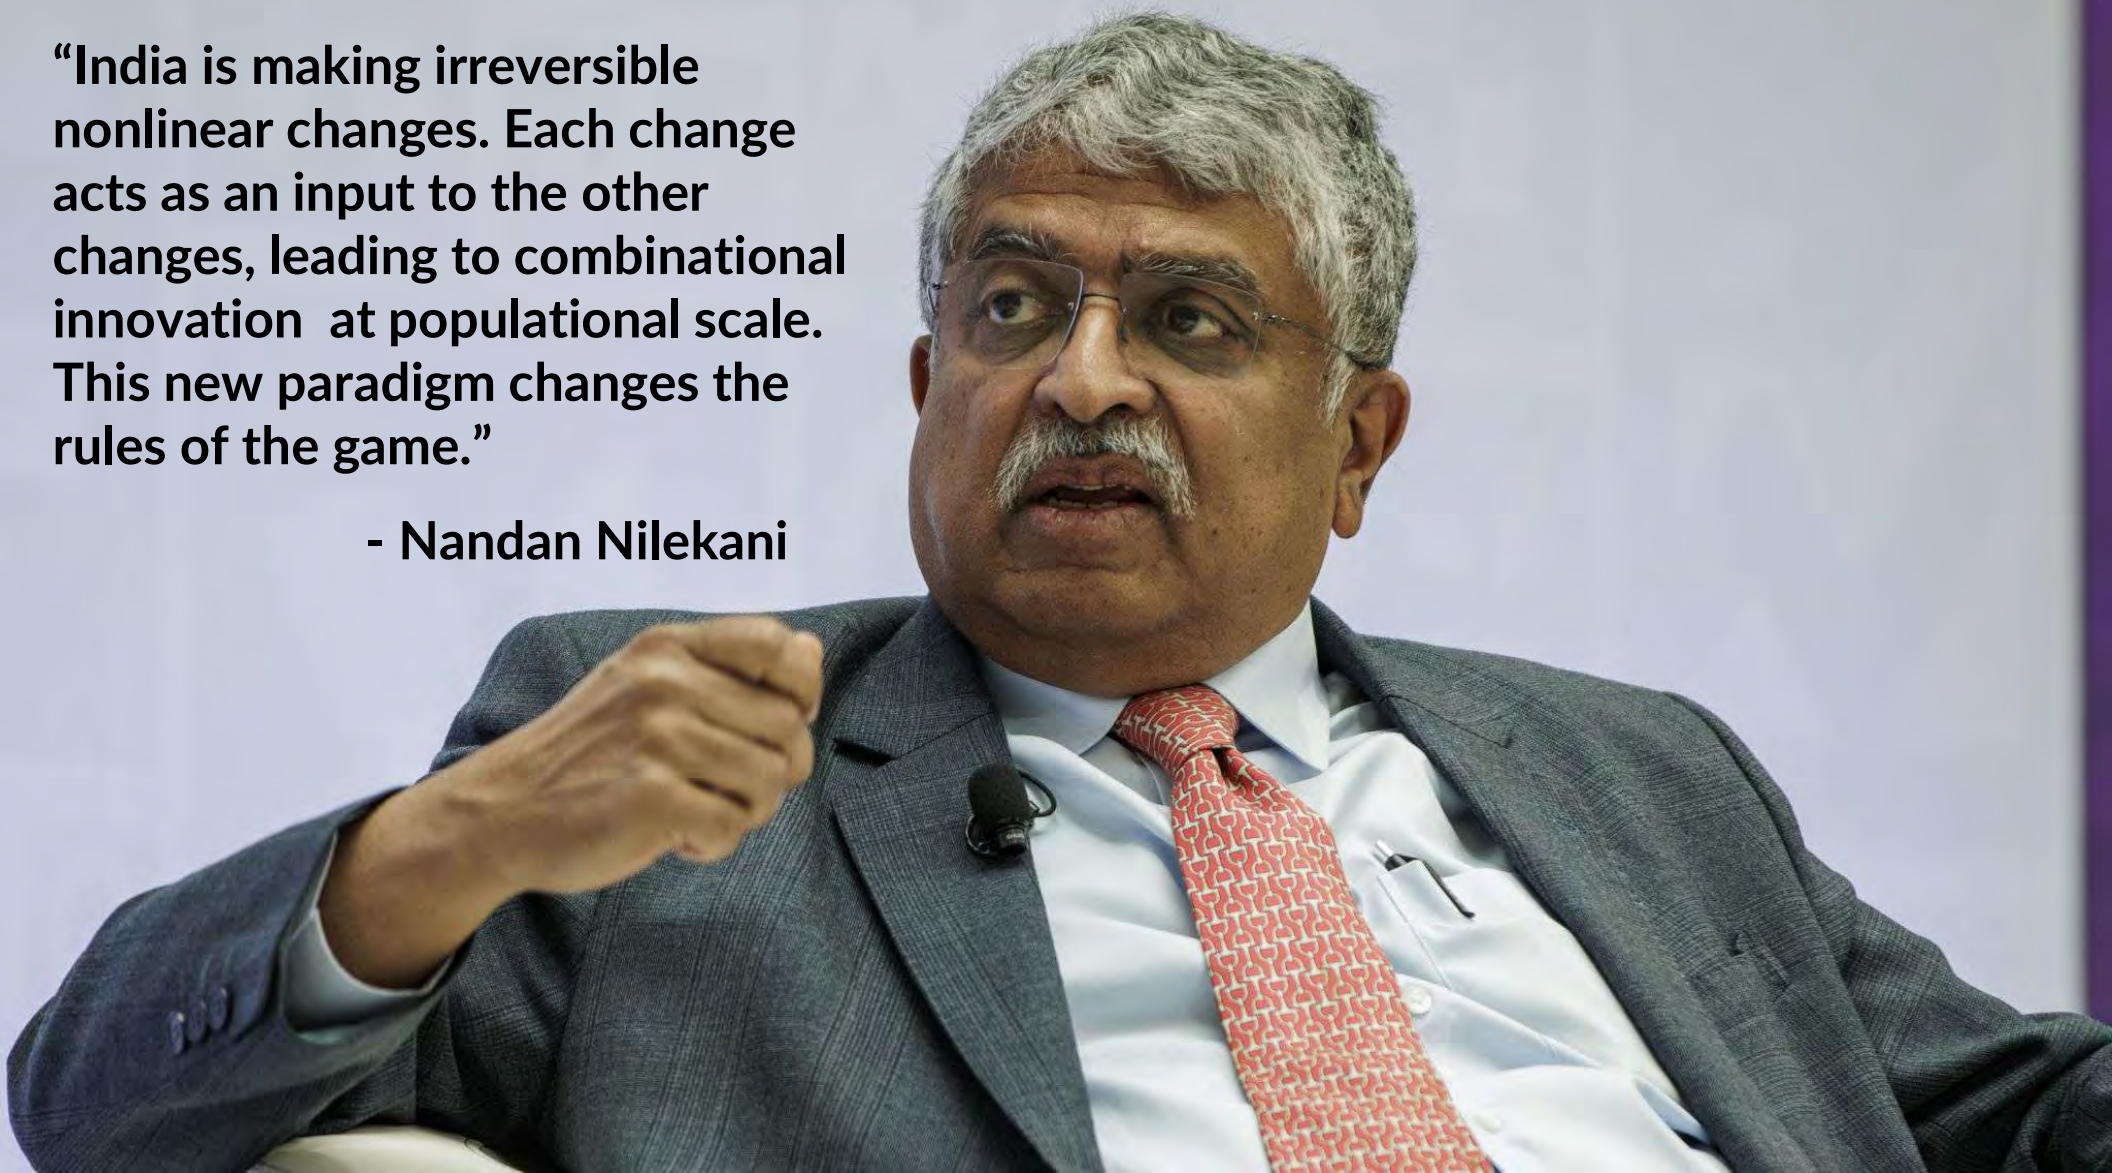 “India is making irreversible
nonlinear changes. Each change
acts as an input to the other
changes, leading to combinational
innovation  at populational scale.
This new paradigm changes the
rules of the game.”
- Nandan Nilekani